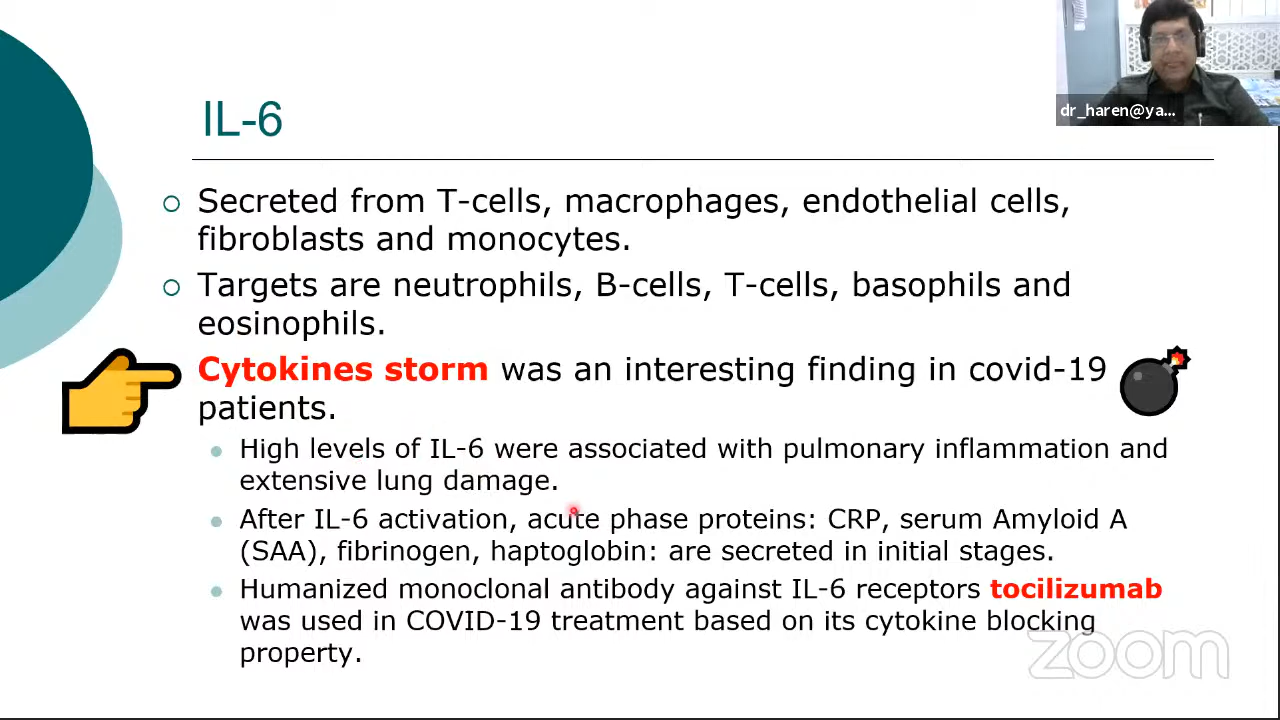 dr_haren@ya...
IL-6
Secreted from T-cells, macrophages, endothelial cells,
fibroblasts and monocytes.
Targets are neutrophils, B-cells, T-cells, basophils and
eosinophils.
Cytokines storm was an interesting finding in covid-19
patients.
High levels of IL-6 were associated with pulmonary inflammation and
extensive lung damage.
After IL-6 activation, acute phase proteins: CRP, serum Amyloid A
(SAA), fibrinogen, haptoglobin: are secreted in initial stages.
Humanized monoclonal antibody against IL-6 receptors tocilizumab
was used in COVID-19 treatment based on its cytokine blocking
property.
zoom